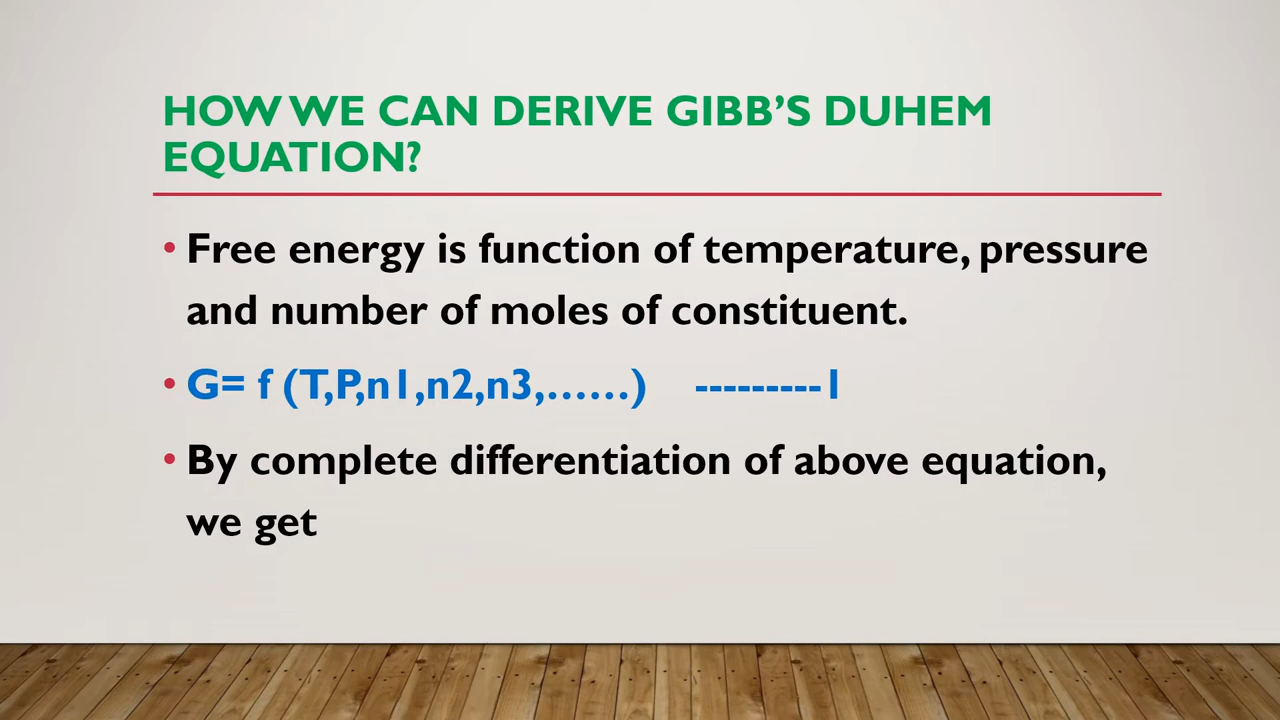 HOW WE CAN DERIVE GIBB’S DUHEM
EQUATION?
• Free energy is function of temperature, pressure
and number of moles of constituent.
• G= f (T,P,n1,n2,n3,……) ---------1
• By complete differentiation of above equation,
we get